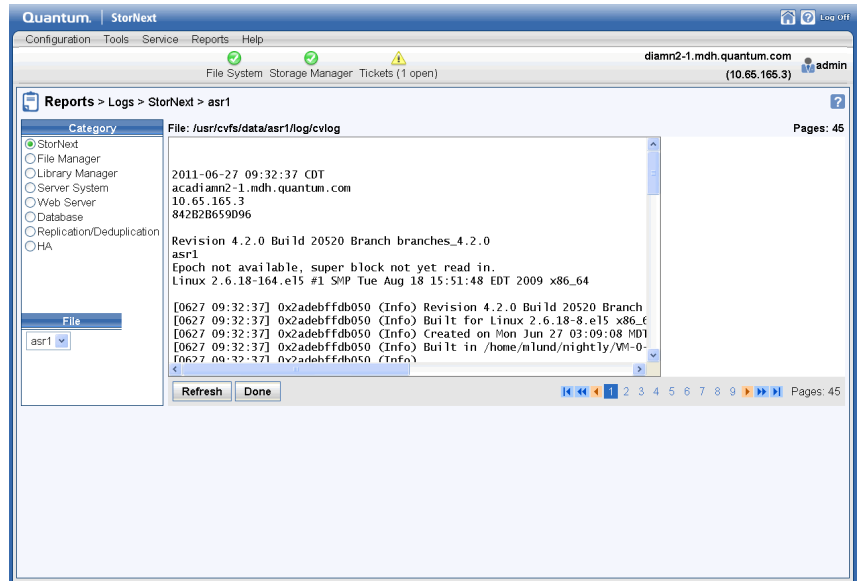 Quantum. StorNext Log Off
Configuration Tools Service Reports Help
File System Storage Manager Tickets (1 open)
diamn2-1.mdh.quantum.com
(10.65.165.3)
admin
Reports > Logs > StorNext > asr1
Category
StorNext
File Manager
Library Manager
Server System
Web Server
Database
Replication/Deduplication
HA
File
asr1
File: /usr/cvfs/data/asr1/log/cvlog Pages: 45
2011-06-27 09:32:37 CDT
acadiamn2-1.mdh.quantum.com
10.65.165.3
842B2B659D96
Revision 4.2.0 Build 20520 Branch branches_4.2.0
asr1
Epoch not available, super block not yet read in.
Linux 2.6.18-164.el5 #1 SMP Tue Aug 18 15:51:48 EDT 2009 x86_64
[0627 09:32:37] 0x2adebffdb050 (Info) Revision 4.2.0 Build 20520 Branch
[0627 09:32:37] 0x2adebffdb050 (Info) Built for Linux 2.6.18-8.el5 x86_6
[0627 09:32:37] 0x2adebffdb050 (Info) Created on Mon Jun 27 03:09:08 MDT
[0627 09:32:37] 0x2adebffdb050 (Info) Built in /home/mlund/nightly/VM-0-
[0627 09:32:37] 0x2adebffdb050 (Info)
Refresh Done
1 2 3 4 5 6 7 8 9 Pages: 45